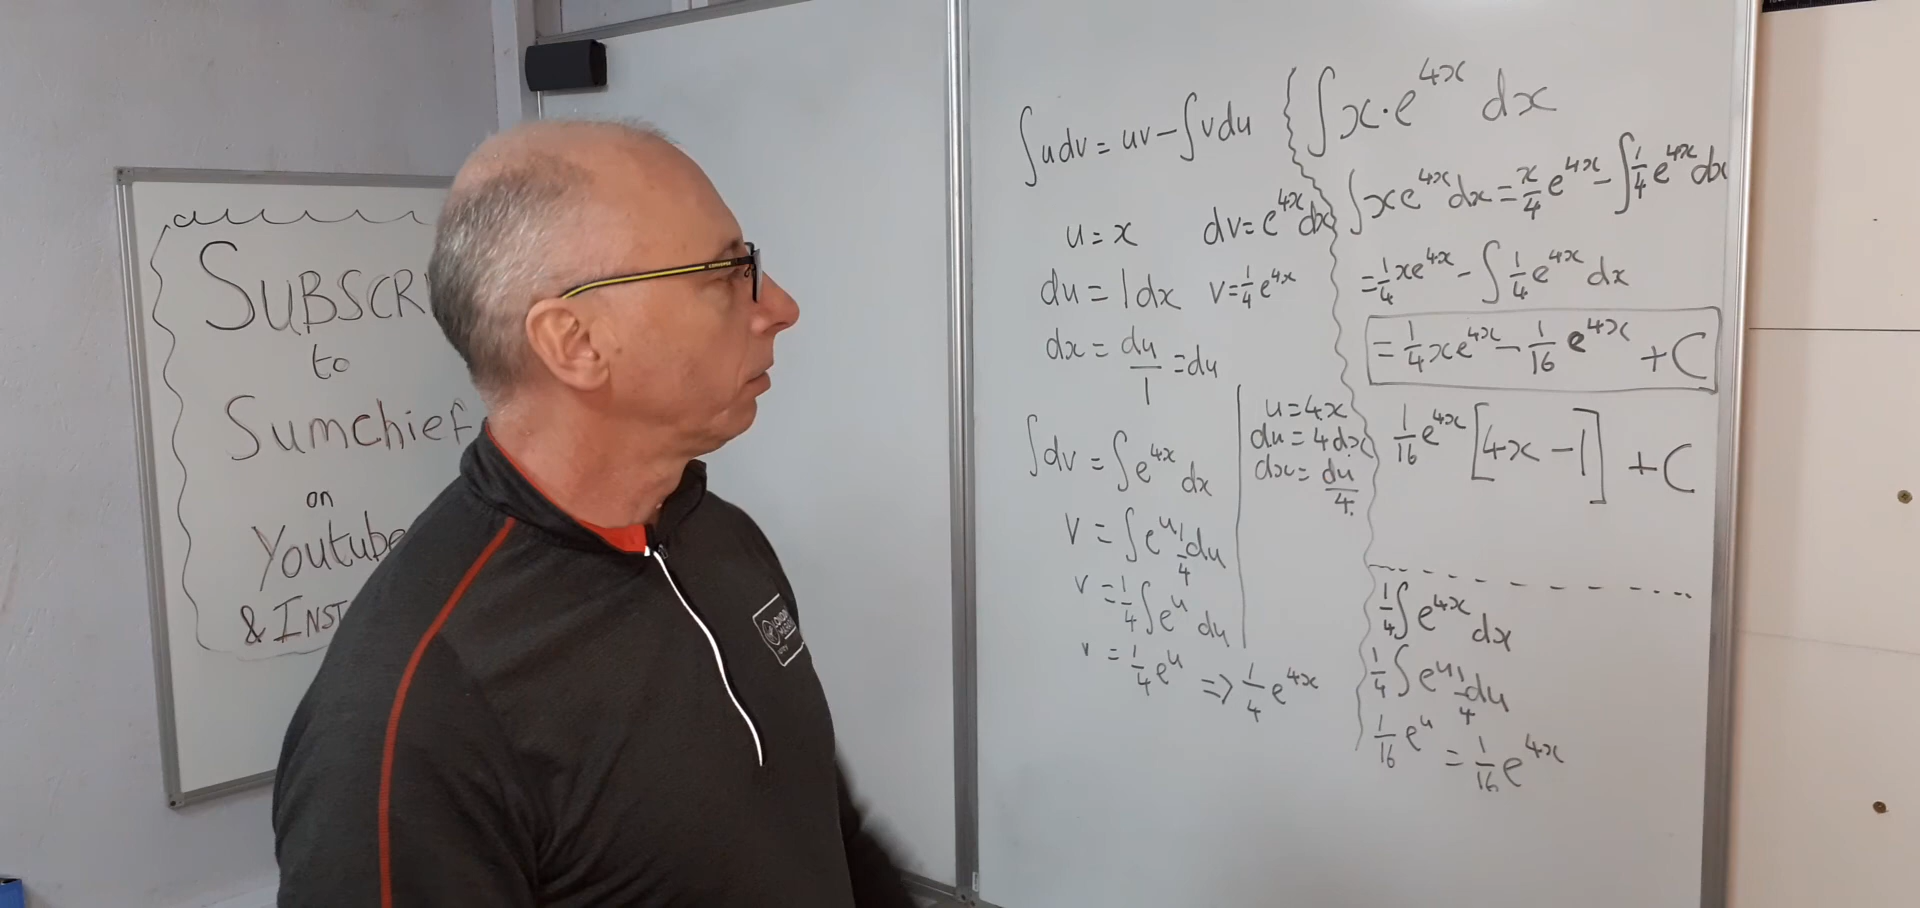 SUBSCR
to
Sumchief
on
Youtube
& INST
∫u dv = uv − ∫v du
u = x dv = e^{4x} dx
du = 1dx v = 1/4 e^{4x}
dx = du/1 = du
∫dv = ∫e^{4x} dx
v = ∫e^u 1/4 du
v = 1/4 ∫e^u du
v = 1/4 e^u ⇒ 1/4 e^{4x}
u = 4x
du = 4dx
dx = du/4.
∫x·e^{4x} dx
∫xe^{4x} dx = x/4 e^{4x} − ∫1/4 e^{4x} dx
= 1/4 xe^{4x} − ∫ 1/4 e^{4x} dx
= 1/4 xe^{4x} − 1/16 e^{4x} + C
1/16 e^{4x} [4x − 1] + C
1/4 ∫e^{4x} dx
1/4 ∫e^u 1/4 du
1/16 e^u = 1/16 e^{4x}